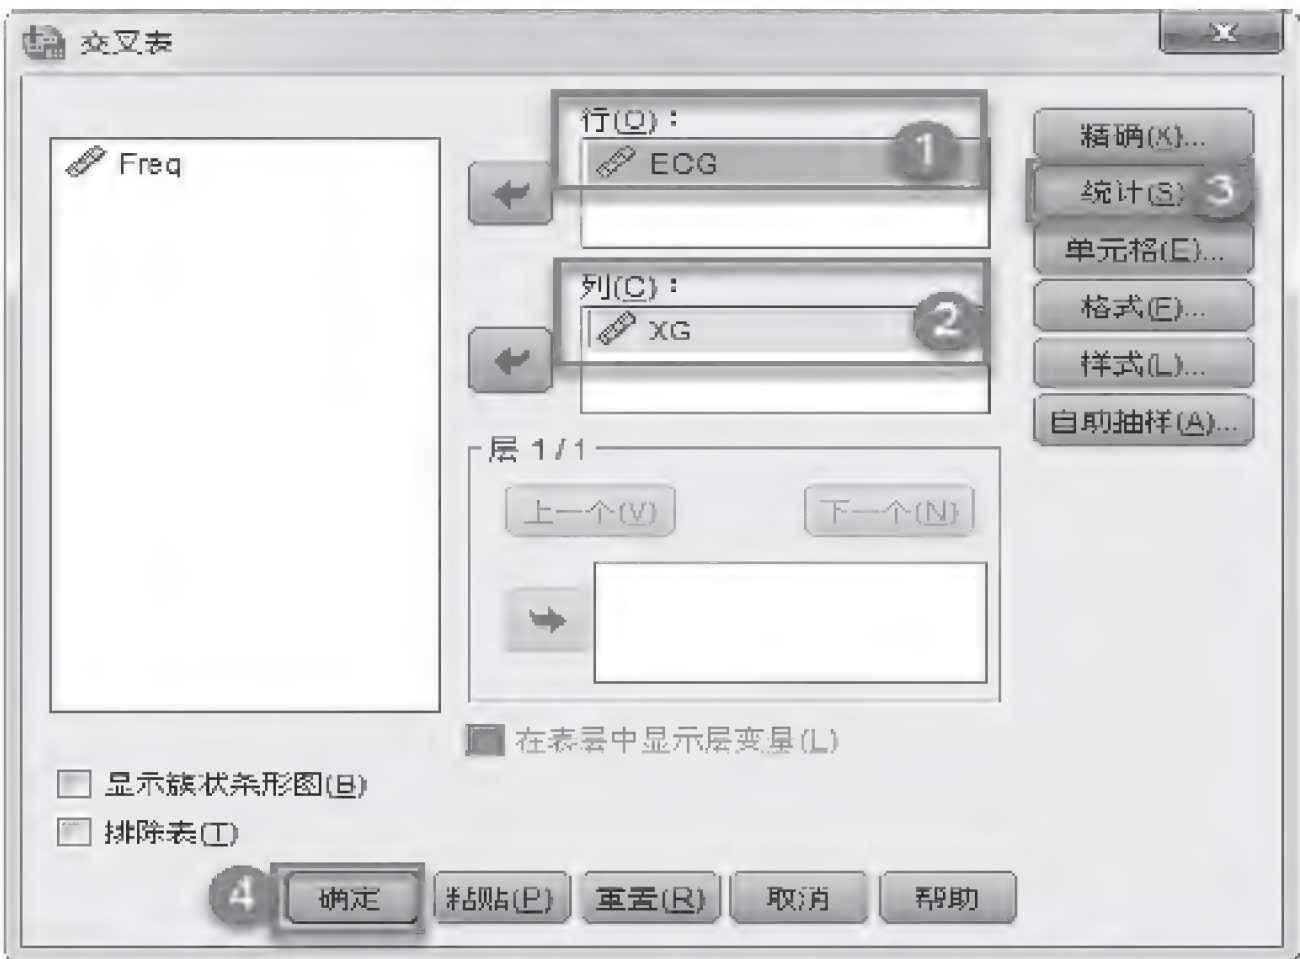 交叉表
行(O)：
1
ECG
Freq
列(C)：
2
XG
精确(X)...
统计(S)
3
单元格(E)...
格式(F)...
样式(L)...
自助抽样(A)...
层 1 / 1
上一个(V)
下一个(N)
在表层中显示层变量(L)
显示簇状条形图(B)
排除表(T)
4
确定
粘贴(P)
重置(R)
取消
帮助